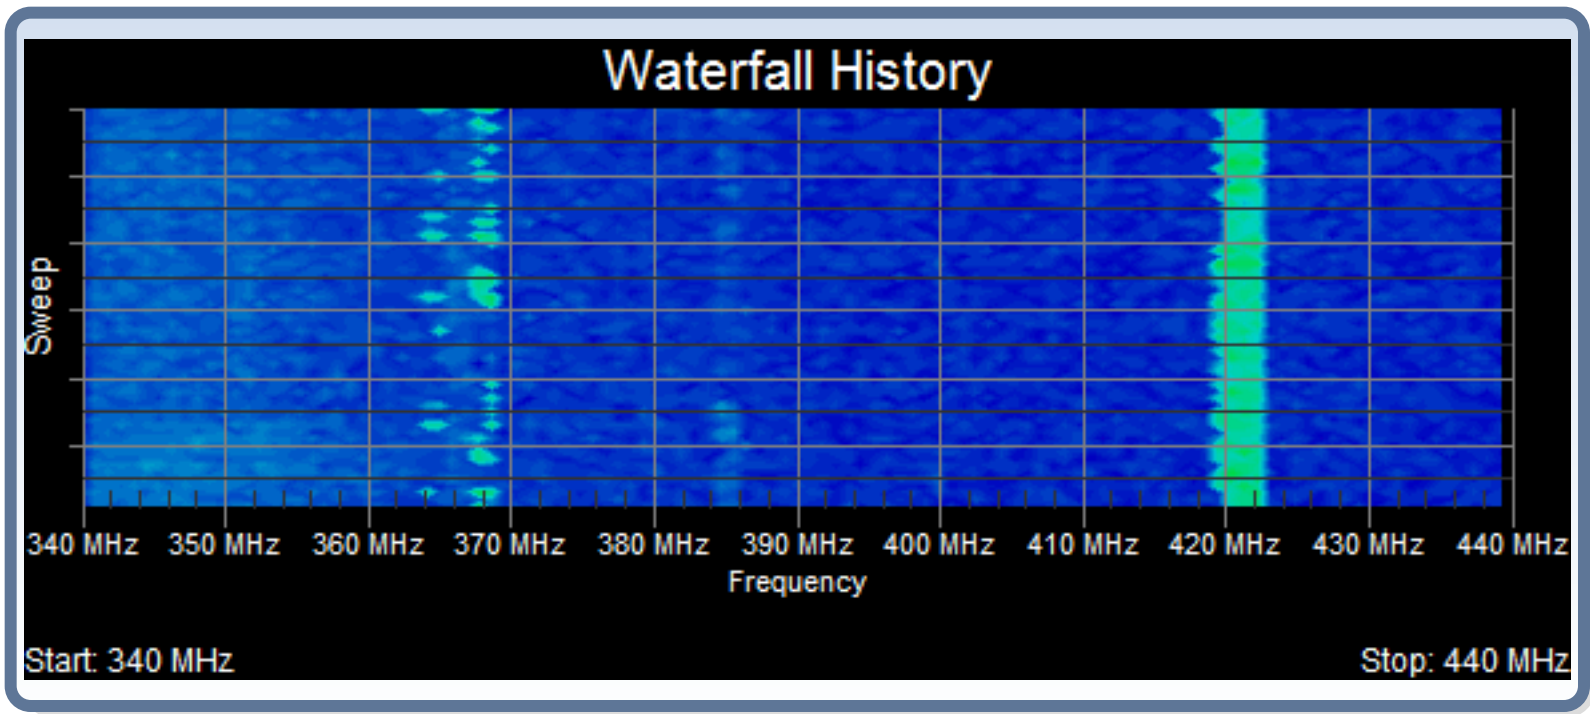 Waterfall History
Sweep
340 MHz 350 MHz 360 MHz 370 MHz 380 MHz 390 MHz 400 MHz 410 MHz 420 MHz 430 MHz 440 MHz
Frequency
Start: 340 MHz Stop: 440 MHz